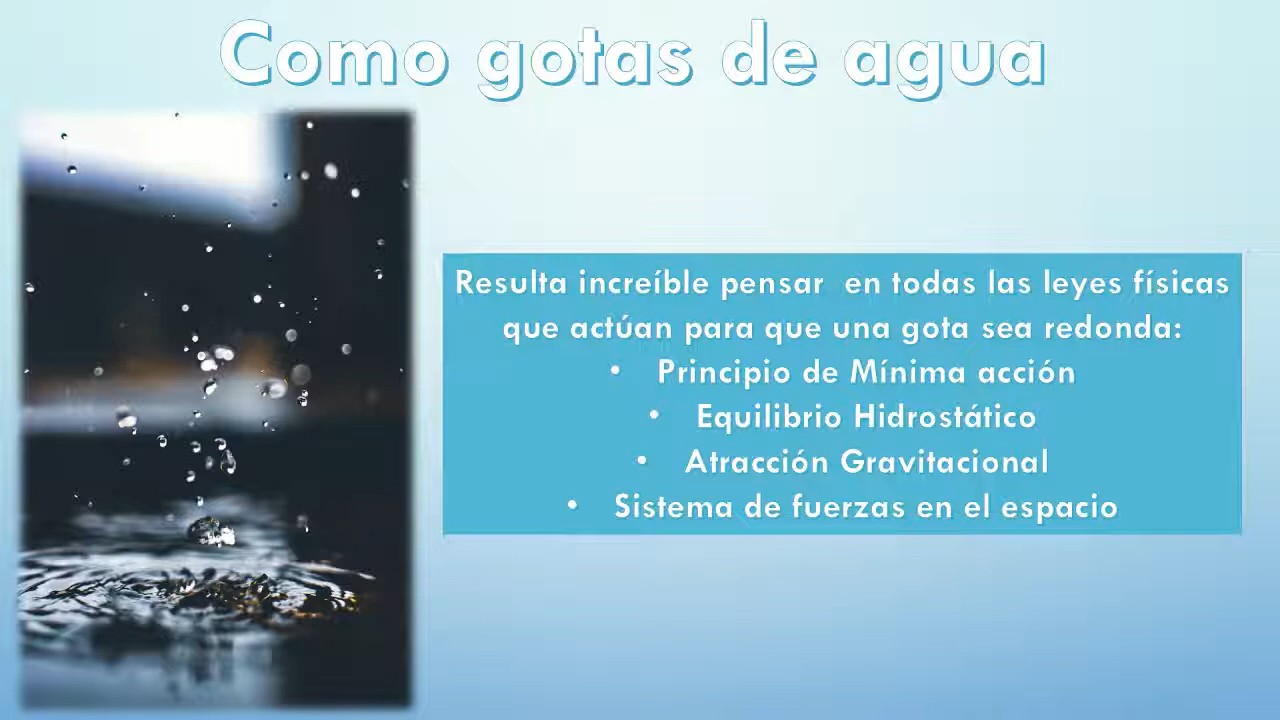 Como gotas de agua
Resulta increíble pensar  en todas las leyes físicas
que actúan para que una gota sea redonda:
• Principio de Mínima acción
• Equilibrio Hidrostático
• Atracción Gravitacional
• Sistema de fuerzas en el espacio